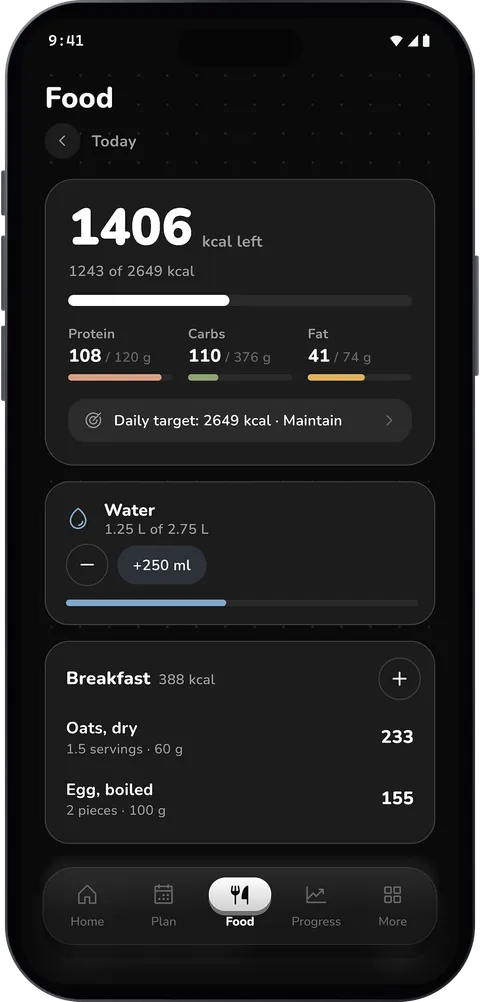 9:41
Food
Today
1406 kcal left
1243 of 2649 kcal
Protein Carbs Fat
108 / 120 g 110 / 376 g 41 / 74 g
Daily target: 2649 kcal · Maintain
Water
1.25 L of 2.75 L
+250 ml
Breakfast 388 kcal
Oats, dry 233
1.5 servings · 60 g
Egg, boiled 155
2 pieces · 100 g
Home Plan Food Progress More